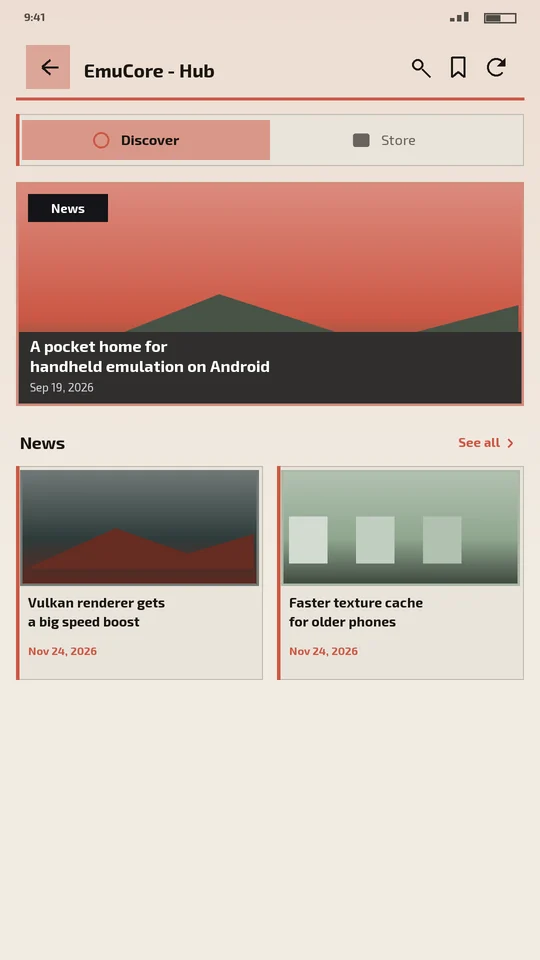 9:41
EmuCore - Hub
Discover
Store
News
A pocket home for
handheld emulation on Android
Sep 19, 2026
News
See all
Vulkan renderer gets
a big speed boost
Nov 24, 2026
Faster texture cache
for older phones
Nov 24, 2026